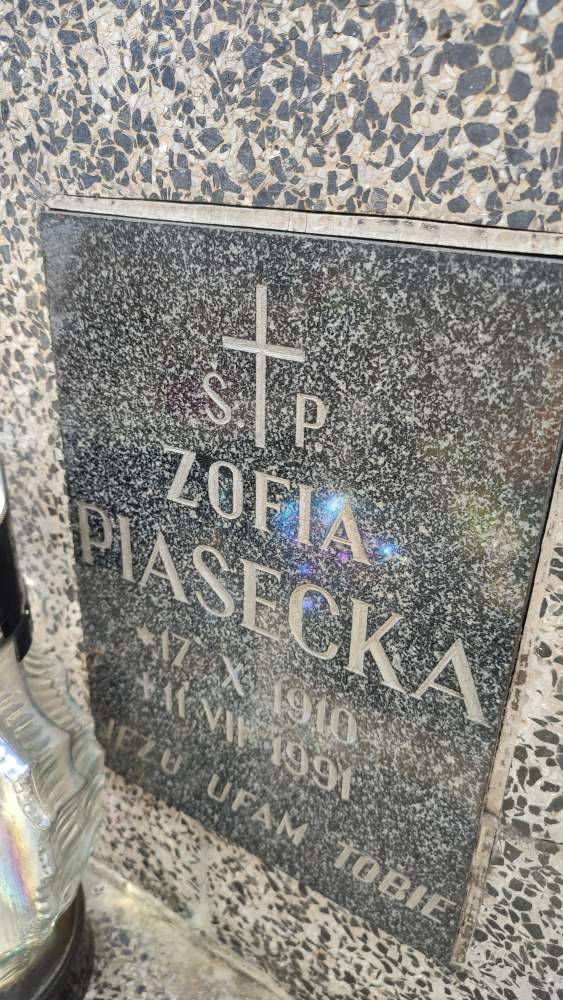 S. P.
ZOFIA
PIASECKA
* 17 X 1910
+ 11 VII 1991
JEZU UFAM TOBIE